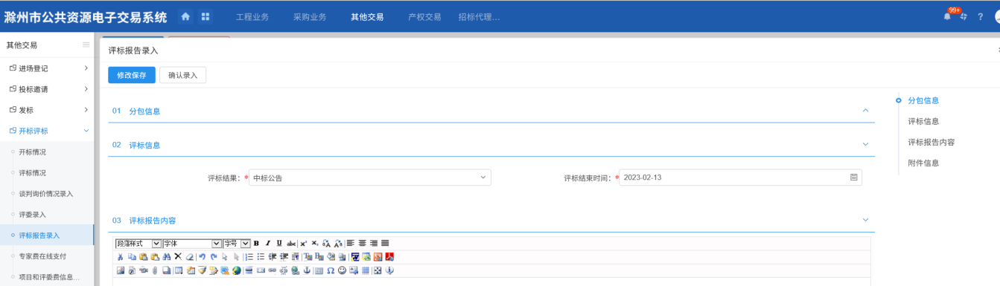 滁州市公共资源电子交易系统 工程业务 采购业务 其他交易 产权交易 招标代理... 99+ ?
其他交易
评标报告录入
进场登记
修改保存 确认录入
投标邀请
分包信息
发标
01 分包信息
评标信息
开标评标
评标报告内容
02 评标信息
开标情况
附件信息
评标情况
评标结果: * 中标公告 评标结束时间: * 2023-02-13
谈判询价情况录入
评委录入
03 评标报告内容
评标报告录入
段落样式 字体 字号 B I U abc x² x₂
专家费在线支付
项目和评委费信息...